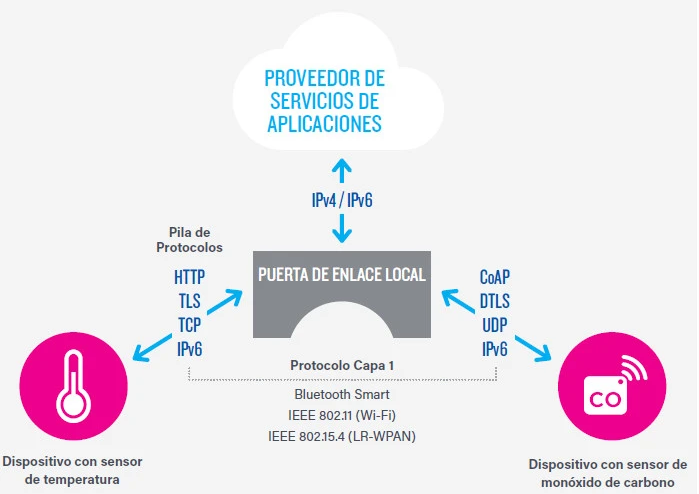 PROVEEDOR DE
SERVICIOS DE
APLICACIONES
IPv4 / IPv6
Pila de
Protocolos
HTTP
TLS
TCP
IPv6
PUERTA DE ENLACE LOCAL
CoAP
DTLS
UDP
IPv6
Protocolo Capa 1
Bluetooth Smart
IEEE 802.11 (Wi-Fi)
IEEE 802.15.4 (LR-WPAN)
Dispositivo con sensor
de temperatura
CO
Dispositivo con sensor de
monóxido de carbono